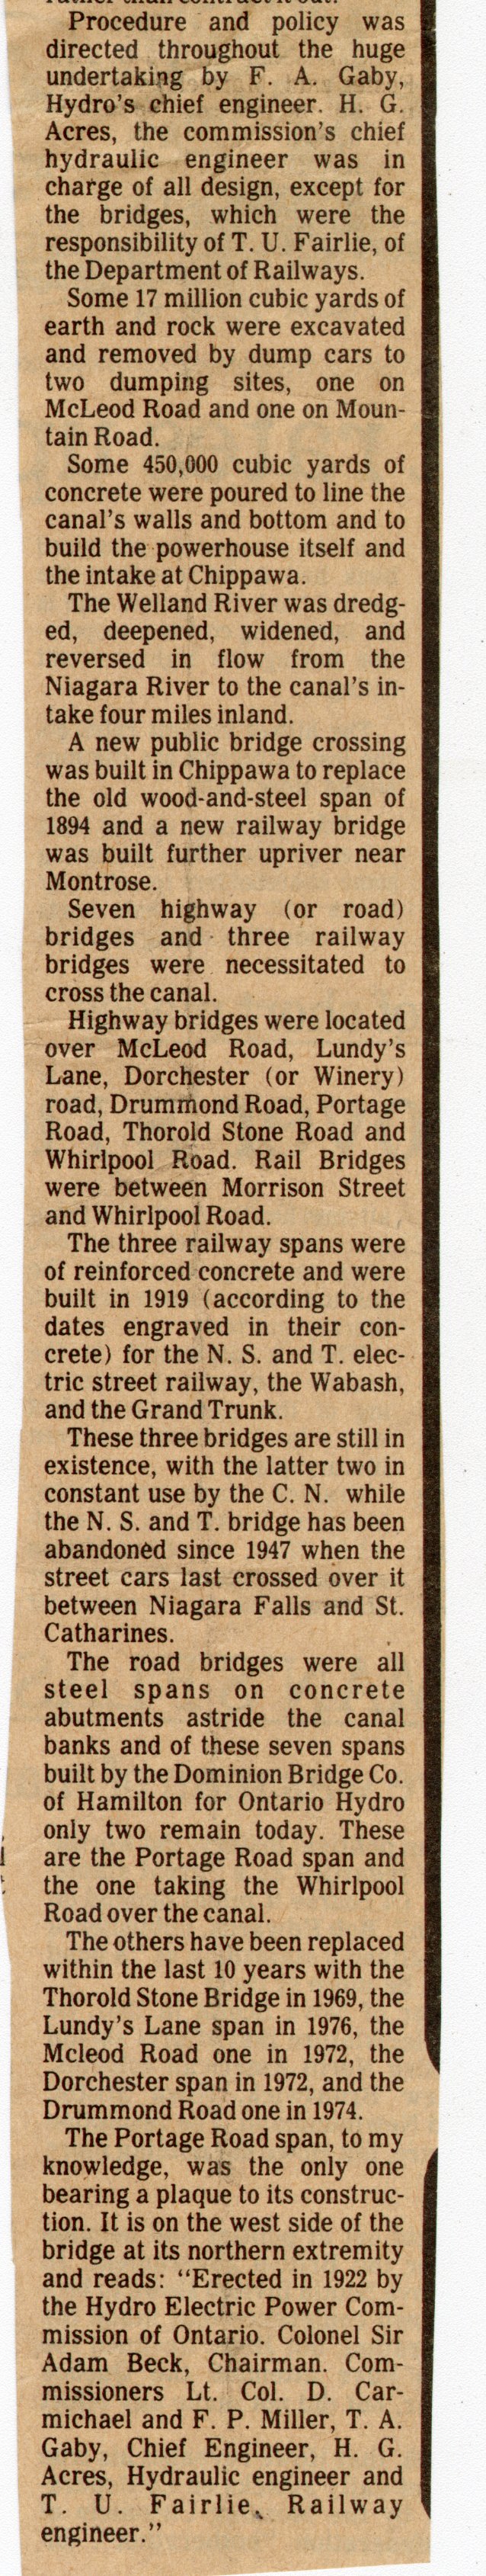 rather than contract it out.
Procedure and policy was
directed throughout the huge
undertaking by F. A. Gaby,
Hydro's chief engineer. H. G.
Acres, the commission's chief
hydraulic engineer was in
charge of all design, except for
the bridges, which were the
responsibility of T. U. Fairlie, of
the Department of Railways.
Some 17 million cubic yards of
earth and rock were excavated
and removed by dump cars to
two dumping sites, one on
McLeod Road and one on Moun-
tain Road.
Some 450,000 cubic yards of
concrete were poured to line the
canal's walls and bottom and to
build the powerhouse itself and
the intake at Chippawa.
The Welland River was dredg-
ed, deepened, widened, and
reversed in flow from the
Niagara River to the canal's in-
take four miles inland.
A new public bridge crossing
was built in Chippawa to replace
the old wood-and-steel span of
1894 and a new railway bridge
was built further upriver near
Montrose.
Seven highway (or road)
bridges and three railway
bridges were necessitated to
cross the canal.
Highway bridges were located
over McLeod Road, Lundy's
Lane, Dorchester (or Winery)
road, Drummond Road, Portage
Road, Thorold Stone Road and
Whirlpool Road. Rail Bridges
were between Morrison Street
and Whirlpool Road.
The three railway spans were
of reinforced concrete and were
built in 1919 (according to the
dates engraved in their con-
crete) for the N. S. and T. elec-
tric street railway, the Wabash,
and the Grand Trunk.
These three bridges are still in
existence, with the latter two in
constant use by the C. N. while
the N. S. and T. bridge has been
abandoned since 1947 when the
street cars last crossed over it
between Niagara Falls and St.
Catharines.
The road bridges were all
steel spans on concrete
abutments astride the canal
banks and of these seven spans
built by the Dominion Bridge Co.
of Hamilton for Ontario Hydro
only two remain today. These
are the Portage Road span and
the one taking the Whirlpool
Road over the canal.
The others have been replaced
within the last 10 years with the
Thorold Stone Bridge in 1969, the
Lundy's Lane span in 1976, the
Mcleod Road one in 1972, the
Dorchester span in 1972, and the
Drummond Road one in 1974.
The Portage Road span, to my
knowledge, was the only one
bearing a plaque to its construc-
tion. It is on the west side of the
bridge at its northern extremity
and reads: "Erected in 1922 by
the Hydro Electric Power Com-
mission of Ontario. Colonel Sir
Adam Beck, Chairman. Com-
missioners Lt. Col. D. Car-
michael and F. P. Miller, T. A.
Gaby, Chief Engineer, H. G.
Acres, Hydraulic engineer and
T. U. Fairlie, Railway
engineer."